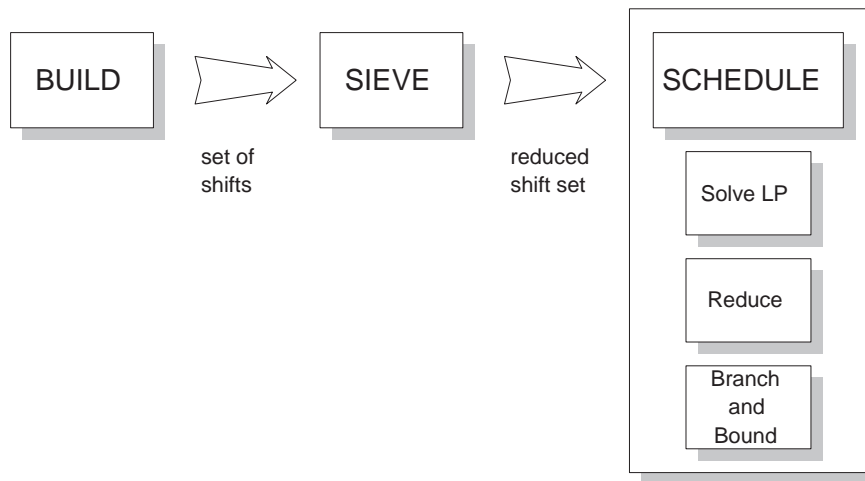 BUILD
SIEVE
SCHEDULE
set of
shifts
reduced
shift set
Solve LP
Reduce
Branch
and
Bound